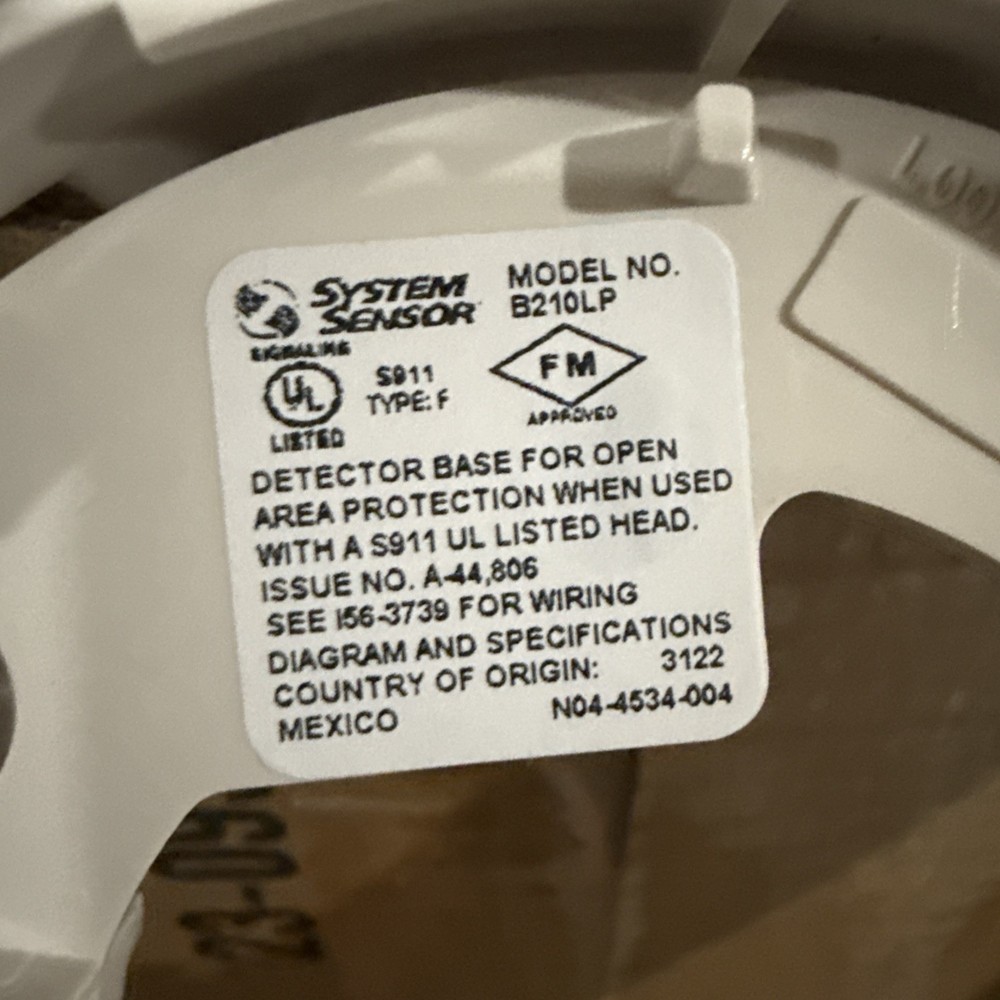 SYSTEM
SENSOR
MODEL NO.
B210LP
SIGNALING
UL
LISTED
S911
TYPE: F
FM
APPROVED
DETECTOR BASE FOR OPEN
AREA PROTECTION WHEN USED
WITH A S911 UL LISTED HEAD.
ISSUE NO. A-44,806
SEE I56-3739 FOR WIRING
DIAGRAM AND SPECIFICATIONS
COUNTRY OF ORIGIN: 3122
MEXICO N04-4534-004